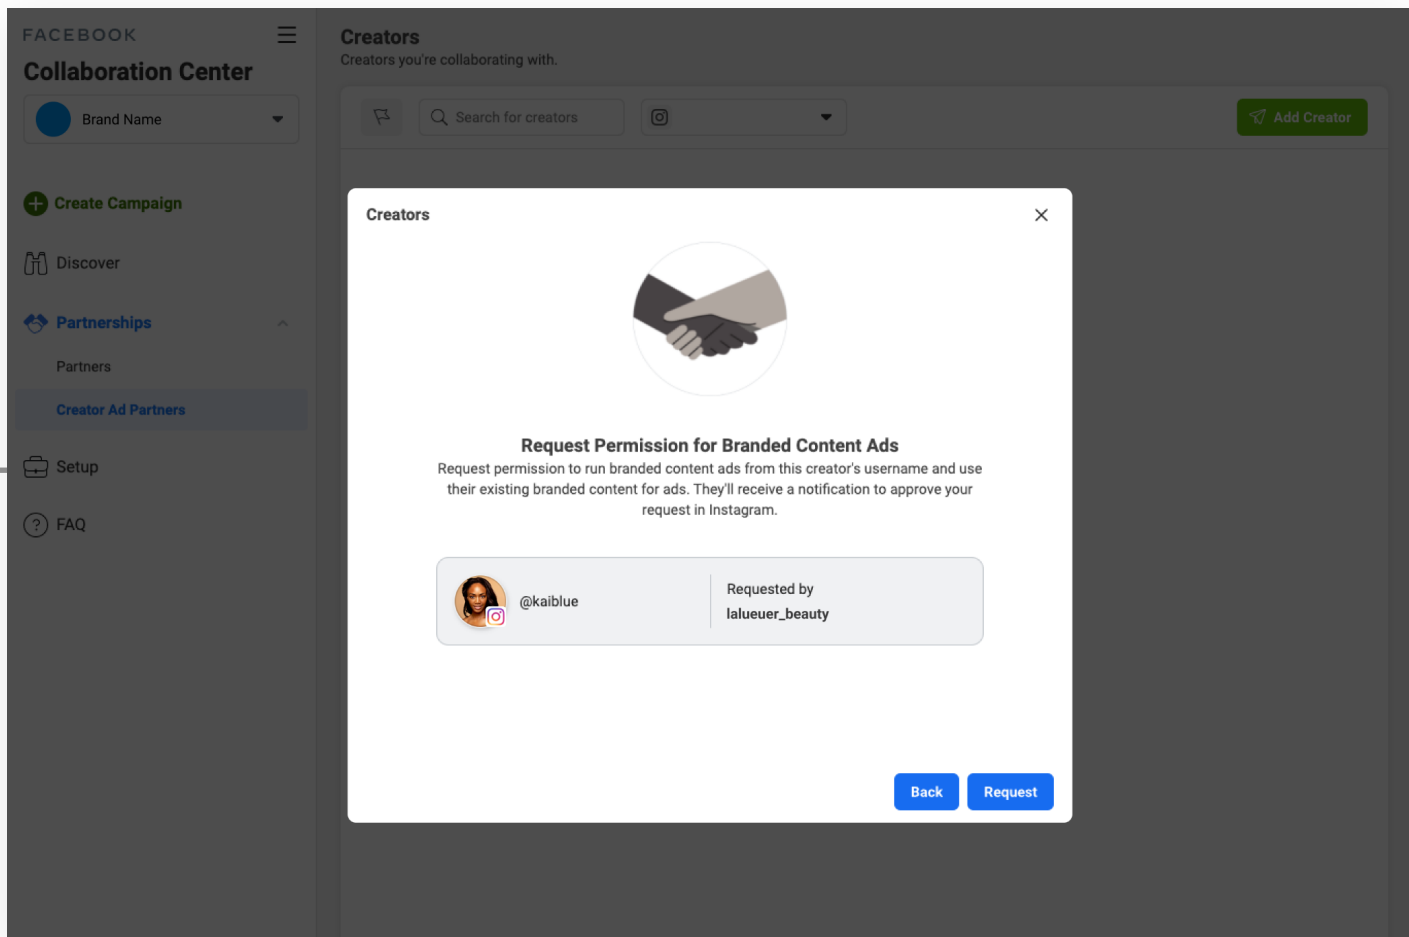 FACEBOOK
Collaboration Center
Brand Name
Create Campaign
Discover
Partnerships
Partners
Creator Ad Partners
Setup
FAQ
Creators
Creators you're collaborating with.
Search for creators
Add Creator
Creators
Request Permission for Branded Content Ads
Request permission to run branded content ads from this creator's username and use
their existing branded content for ads. They'll receive a notification to approve your
request in Instagram.
@kaiblue
Requested by
lalueuer_beauty
Back
Request